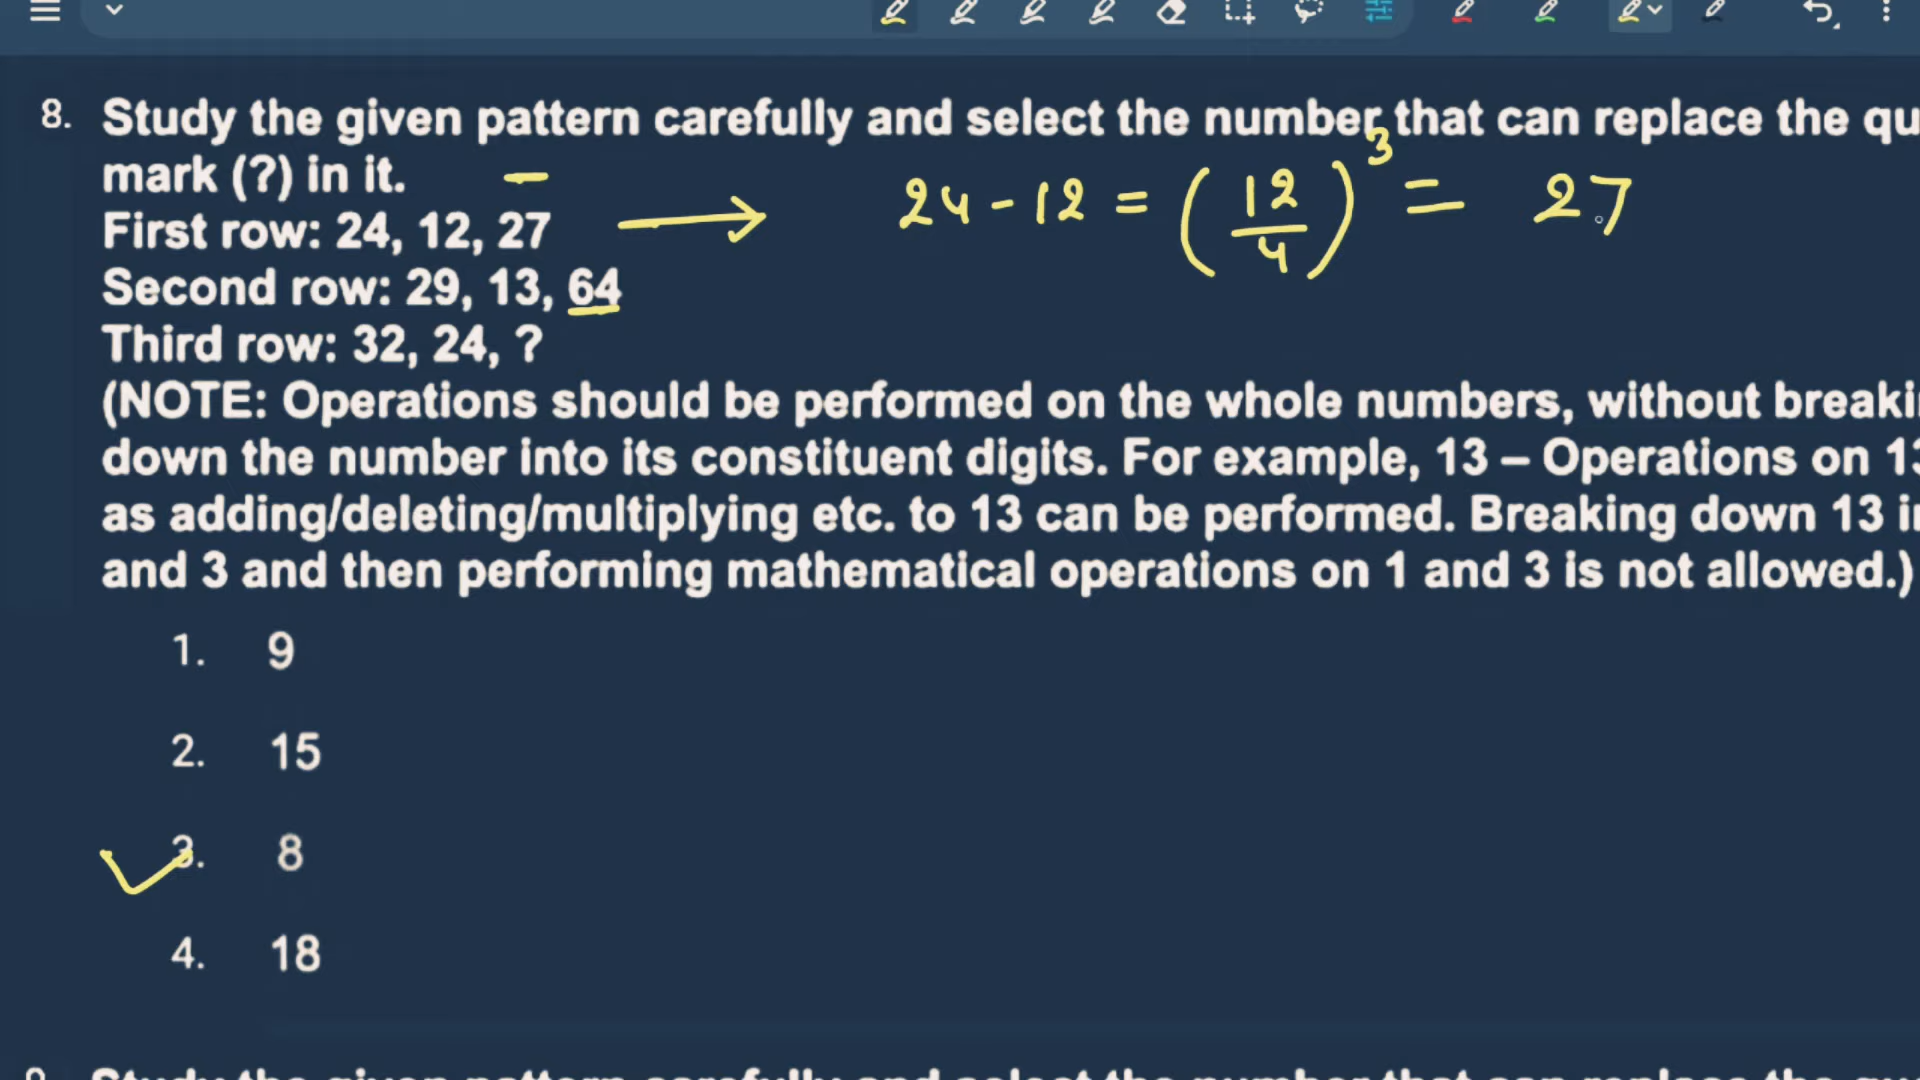 8. Study the given pattern carefully and select the number that can replace the qu
mark (?) in it.
First row: 24, 12, 27
24 - 12 = (12/4)³ = 27
Second row: 29, 13, 64
Third row: 32, 24, ?
(NOTE: Operations should be performed on the whole numbers, without breaki
down the number into its constituent digits. For example, 13 – Operations on 13
as adding/deleting/multiplying etc. to 13 can be performed. Breaking down 13 in
and 3 and then performing mathematical operations on 1 and 3 is not allowed.)
1. 9
2. 15
3. 8
4. 18